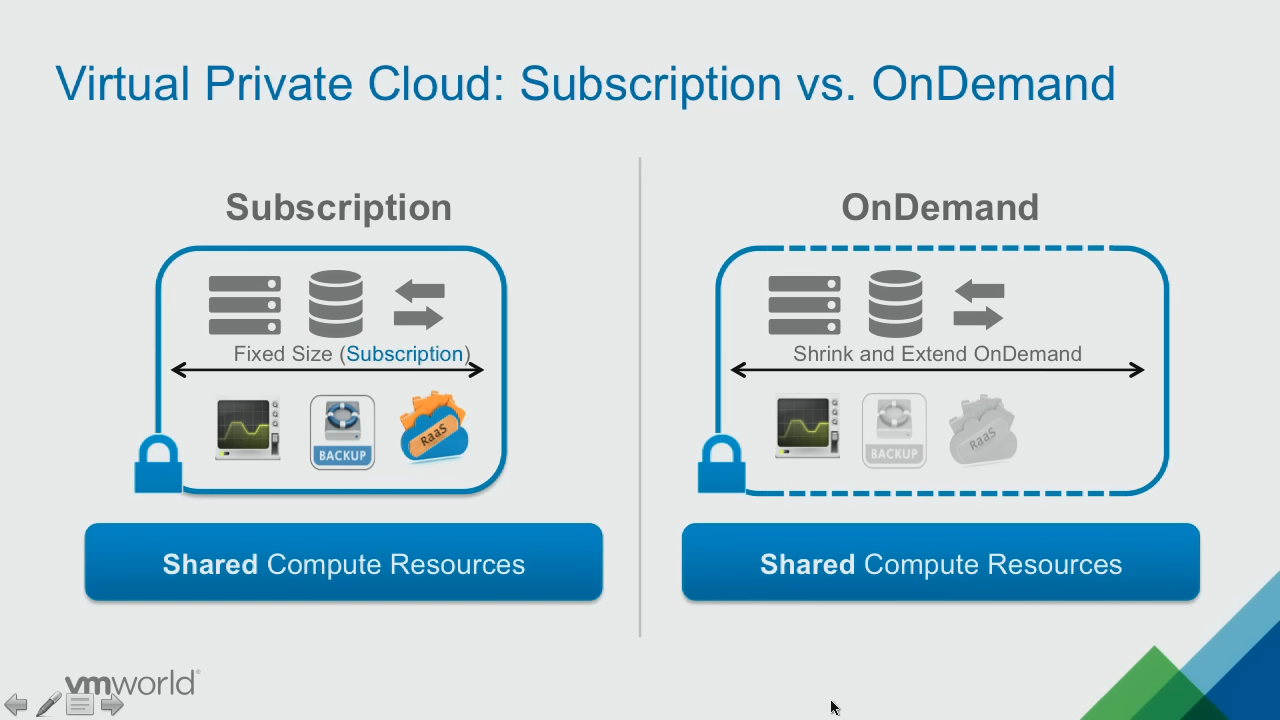 Virtual Private Cloud: Subscription vs. OnDemand
Subscription
Fixed Size (Subscription)
BACKUP
RaaS
Shared Compute Resources
OnDemand
Shrink and Extend OnDemand
BACKUP
RaaS
Shared Compute Resources
vmworld®